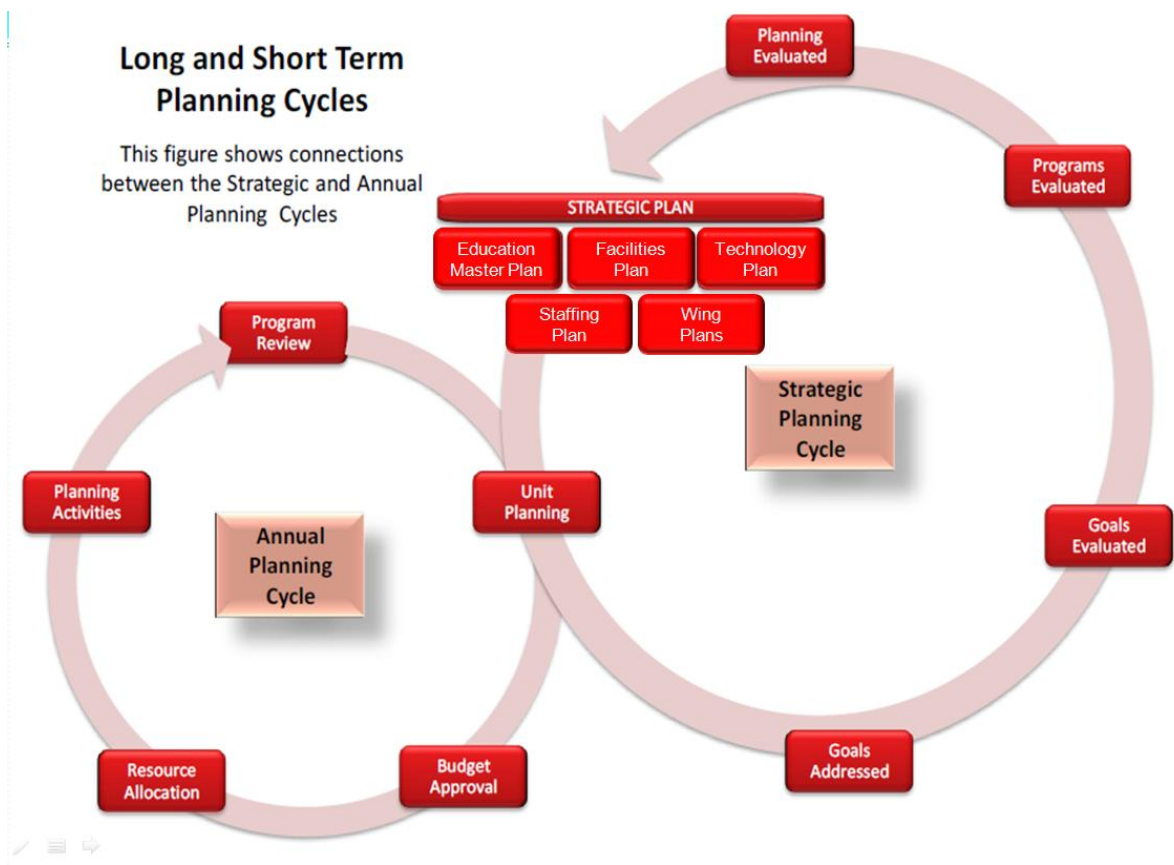 Long and Short Term
Planning Cycles
This figure shows connections
between the Strategic and Annual
Planning Cycles
Planning
Evaluated
Programs
Evaluated
STRATEGIC PLAN
Education
Master Plan
Facilities
Plan
Technology
Plan
Staffing
Plan
Wing
Plans
Program
Review
Strategic
Planning
Cycle
Planning
Activities
Unit
Planning
Annual
Planning
Cycle
Goals
Evaluated
Goals
Addressed
Resource
Allocation
Budget
Approval